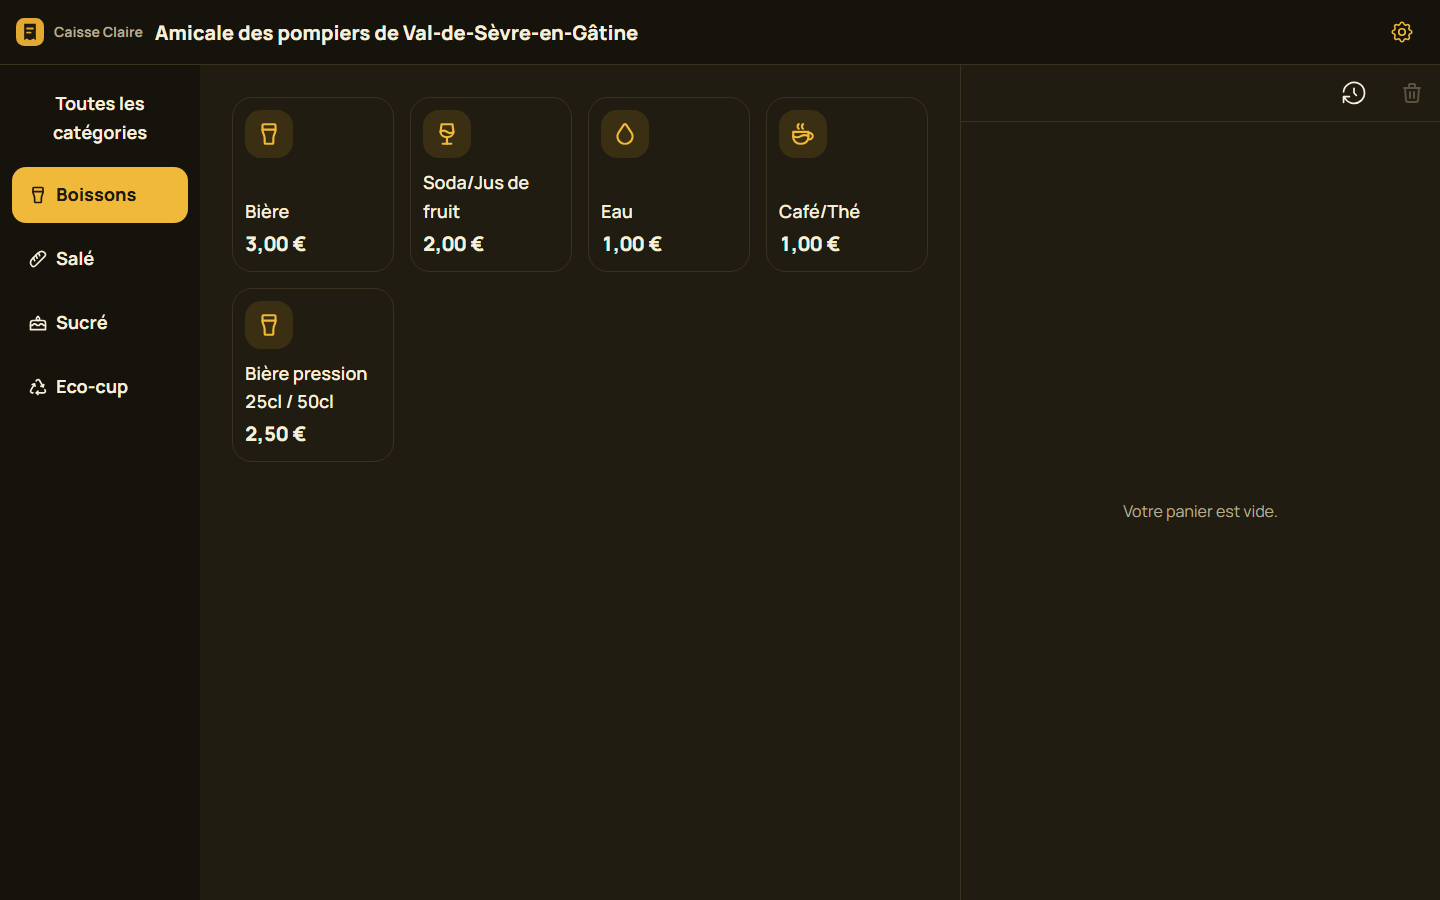 Caisse Claire
Amicale des pompiers de Val-de-Sèvre-en-Gâtine
Toutes les
catégories
Boissons
Salé
Sucré
Eco-cup
Bière
3,00 €
Soda/Jus de
fruit
2,00 €
Eau
1,00 €
Café/Thé
1,00 €
Bière pression
25cl / 50cl
2,50 €
Votre panier est vide.